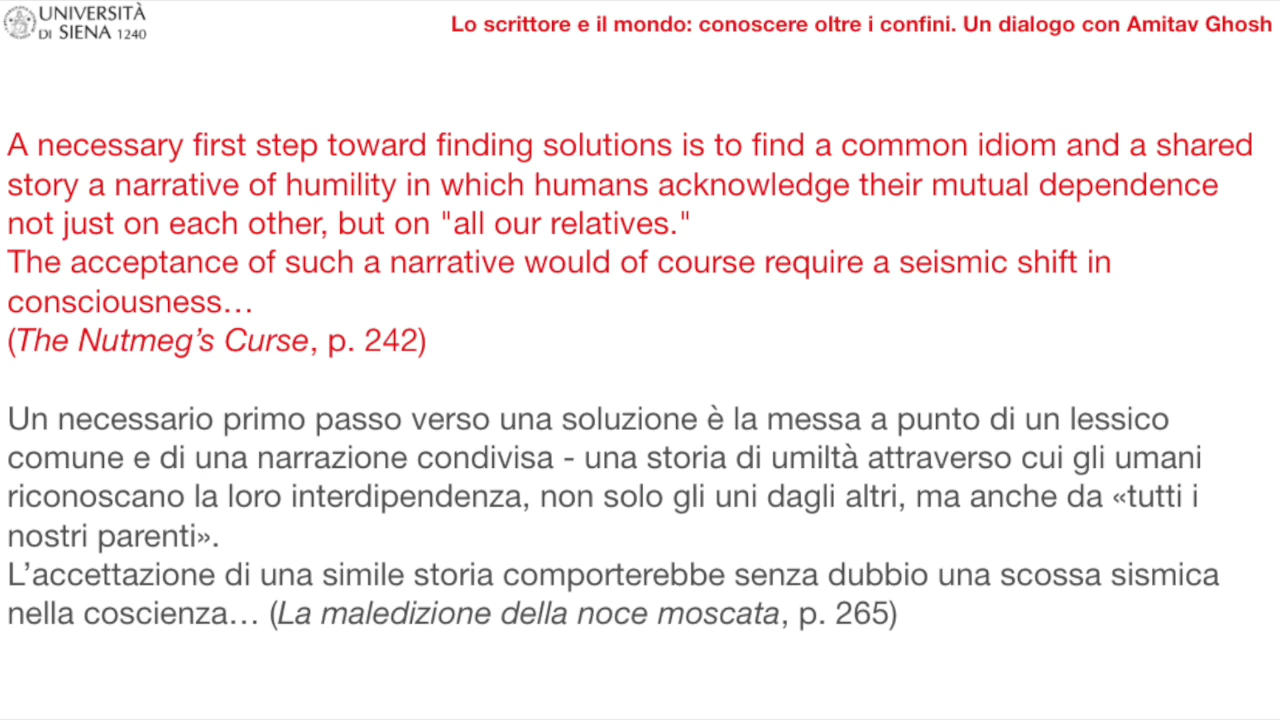 UNIVERSITÀ
DI SIENA 1240
Lo scrittore e il mondo: conoscere oltre i confini. Un dialogo con Amitav Ghosh
A necessary first step toward finding solutions is to find a common idiom and a shared
story a narrative of humility in which humans acknowledge their mutual dependence
not just on each other, but on "all our relatives."
The acceptance of such a narrative would of course require a seismic shift in
consciousness…
(The Nutmeg’s Curse, p. 242)
Un necessario primo passo verso una soluzione è la messa a punto di un lessico
comune e di una narrazione condivisa - una storia di umiltà attraverso cui gli umani
riconoscano la loro interdipendenza, non solo gli uni dagli altri, ma anche da «tutti i
nostri parenti».
L’accettazione di una simile storia comporterebbe senza dubbio una scossa sismica
nella coscienza… (La maledizione della noce moscata, p. 265)